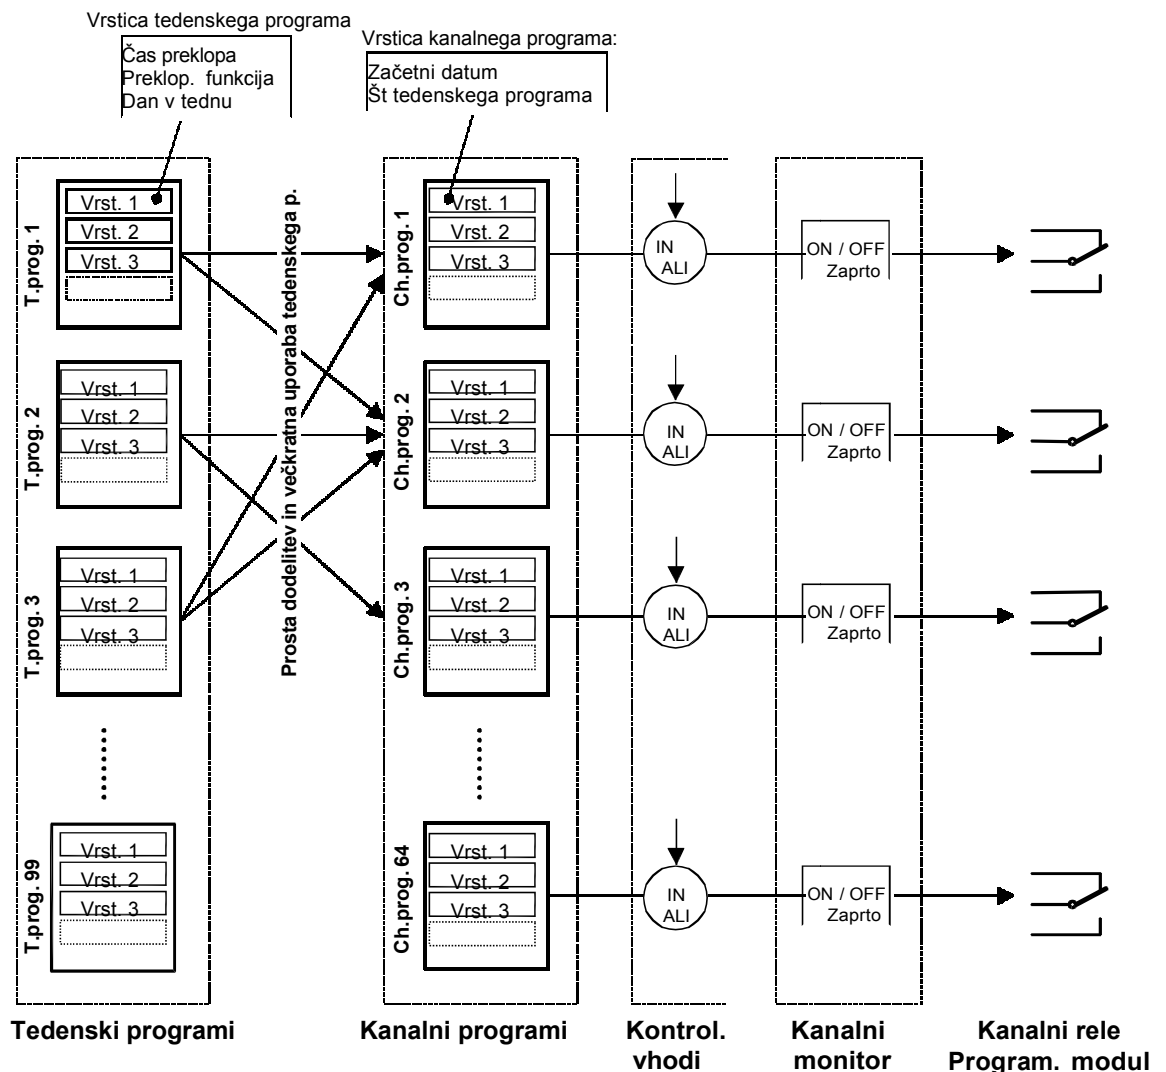 Vrstica tedenskega programa
Čas preklopa
Preklop. funkcija
Dan v tednu
Vrstica kanalnega programa:
Začetni datum
Št tedenskega programa
T.prog. 1
Vrst. 1
Vrst. 2
Vrst. 3
T.prog. 2
Vrst. 1
Vrst. 2
Vrst. 3
T.prog. 3
Vrst. 1
Vrst. 2
Vrst. 3
T.prog. 99
Vrst. 1
Vrst. 2
Vrst. 3
Prosta dodelitev in večkratna uporaba tedenskega p.
Ch.prog. 1
Vrst. 1
Vrst. 2
Vrst. 3
IN
ALI
ON / OFF
Zaprto
Ch.prog. 2
Vrst. 1
Vrst. 2
Vrst. 3
IN
ALI
ON / OFF
Zaprto
Ch.prog. 3
Vrst. 1
Vrst. 2
Vrst. 3
IN
ALI
ON / OFF
Zaprto
Ch.prog. 64
Vrst. 1
Vrst. 2
Vrst. 3
IN
ALI
ON / OFF
Zaprto
Tedenski programi
Kanalni programi
Kontrol.
vhodi
Kanalni
monitor
Kanalni rele
Program. modul